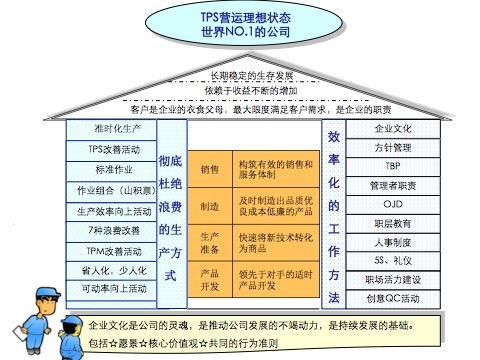 TPS营运理想状态
世界NO.1的公司
长期稳定的生存发展
依赖于收益不断的增加
客户是企业的衣食父母，最大限度满足客户需求，是企业的职责
准时化生产
TPS改善活动
标准作业
作业组合（山积票）
生产效率向上活动
7种浪费改善
TPM改善活动
省人化，少人化
可动率向上活动
彻底杜绝浪费的生产方式
销售
构筑有效的销售和
服务体制
制造
及时制造出品质优
良成本低廉的产品
生产
准备
快速将新技术转化
为商品
产品
开发
领先于对手的适时
产品开发
效率化的工作方法
企业文化
方针管理
TBP
管理者职责
OJD
职层教育
人事制度
5S、礼仪
职场活力建设
创意QC活动
企业文化是公司的灵魂，是推动公司发展的不竭动力，是持续发展的基础。
包括☆愿景☆核心价值观☆共同的行为准则